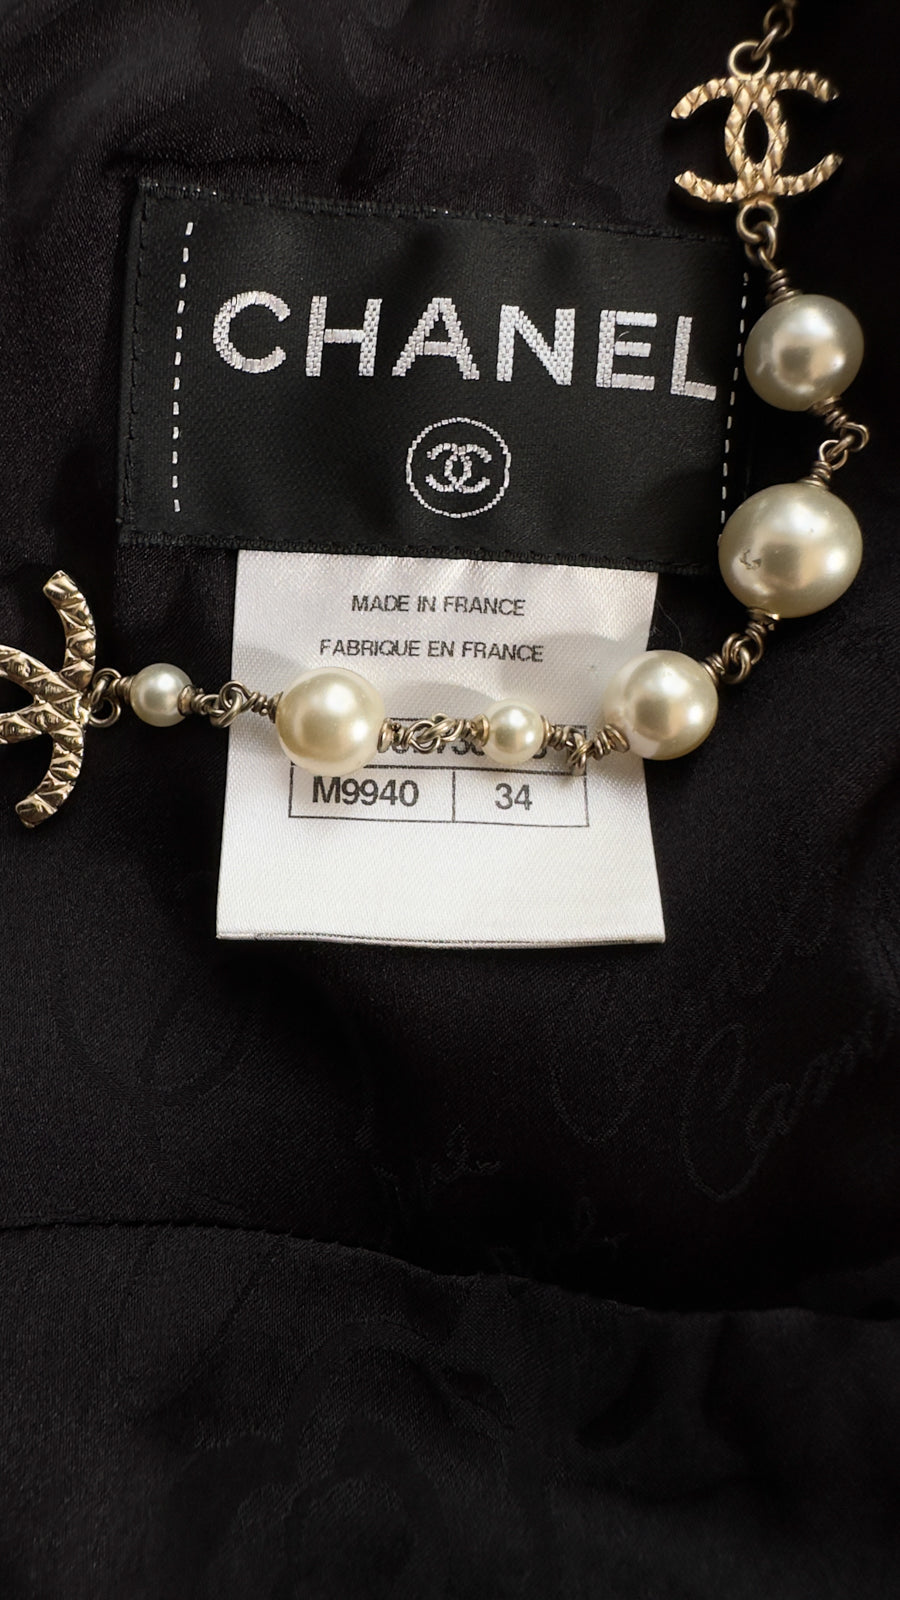 CHANEL
MADE IN FRANCE
FABRIQUE EN FRANCE
M9940 34